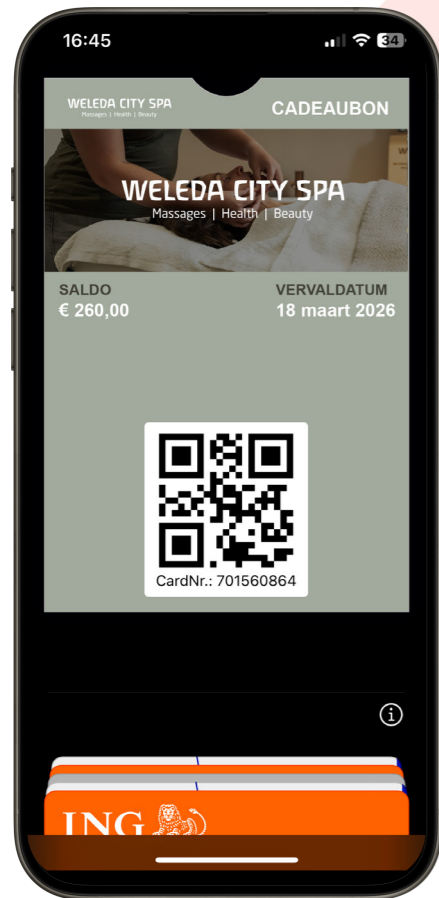 16:45
34
WELEDA CITY SPA
Massages | Health | Beauty
CADEAUBON
WELEDA CITY SPA
Massages | Health | Beauty
SALDO
€ 260,00
VERVALDATUM
18 maart 2026
CardNr.: 701560864
ING